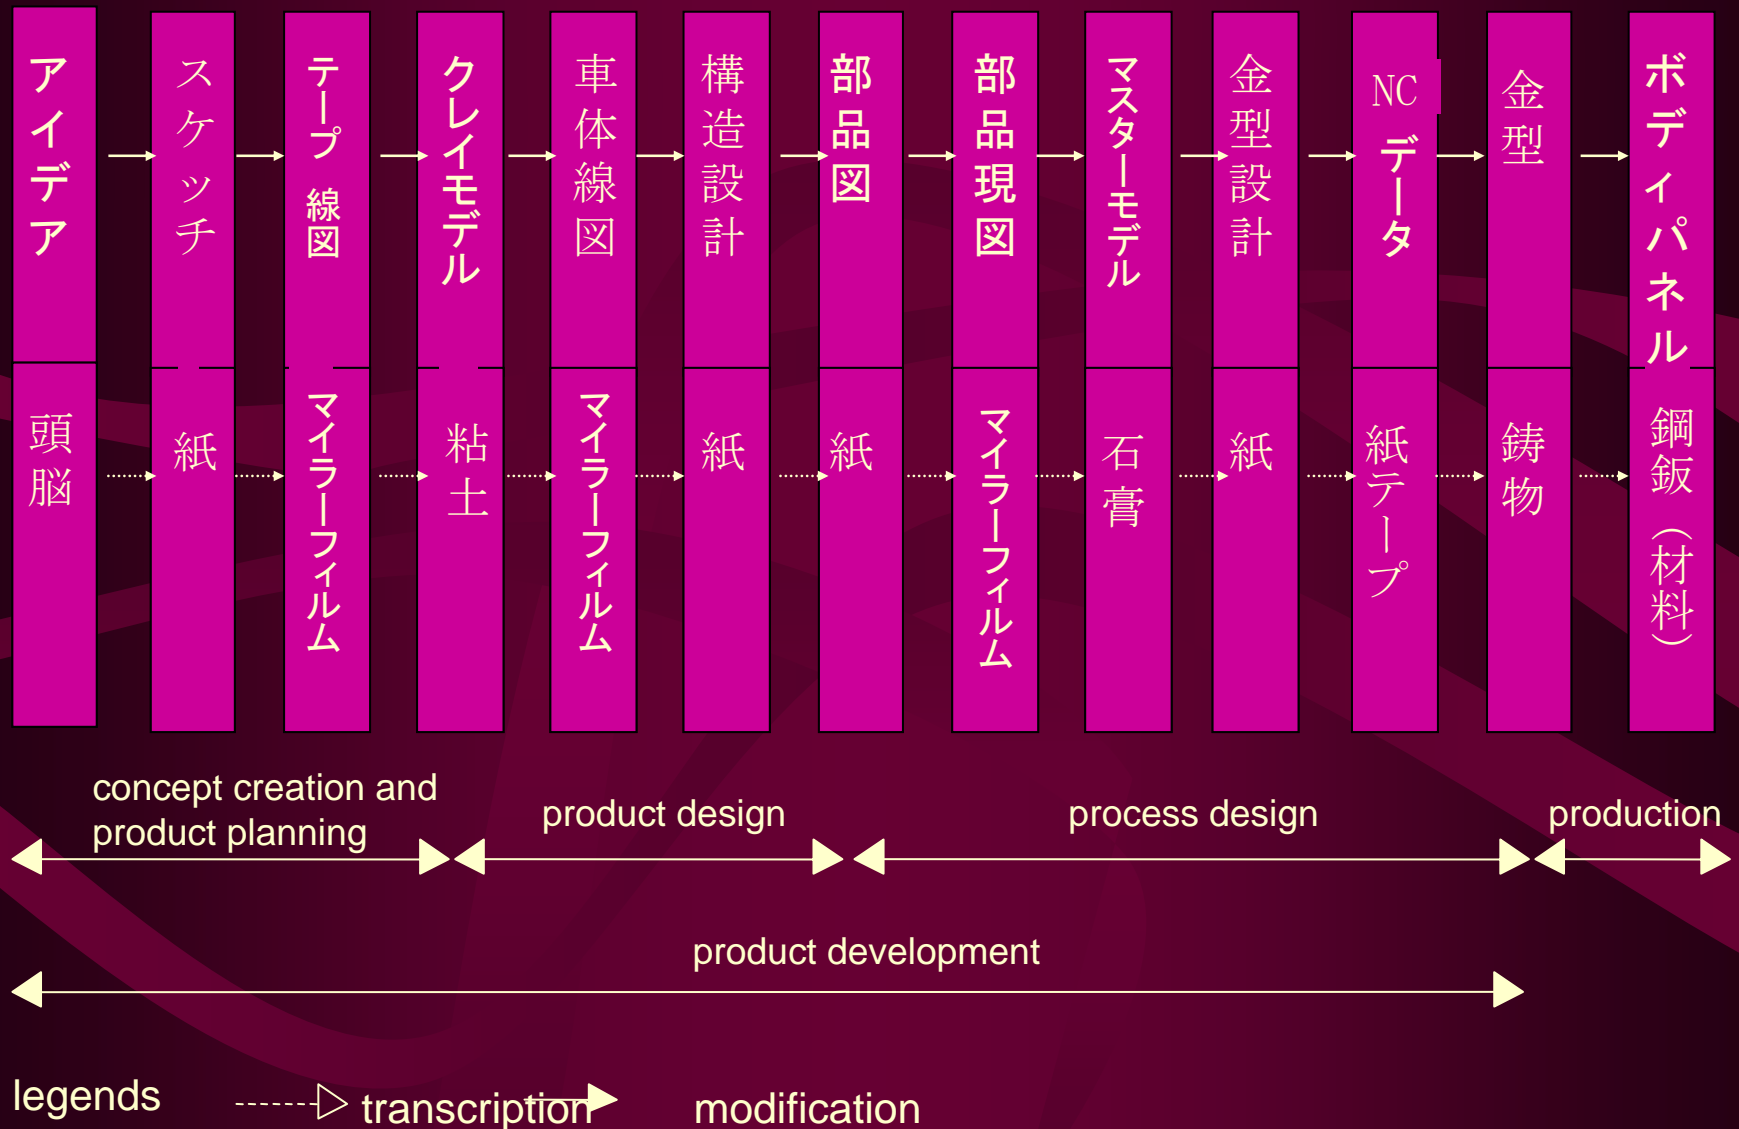 アイデア
スケッチ
テープ 線図
クレイモデル
車体線図
構造設計
部品図
部品現図
マスターモデル
金型設計
NC データ
金型
ボディパネル
頭脳
紙
マイラーフィルム
粘土
マイラーフィルム
紙
紙
マイラーフィルム
石膏
紙
紙テープ
鋳物
鋼鈑（材料）
concept creation and
product planning
product design
process design
production
product development
legends
transcription
modification